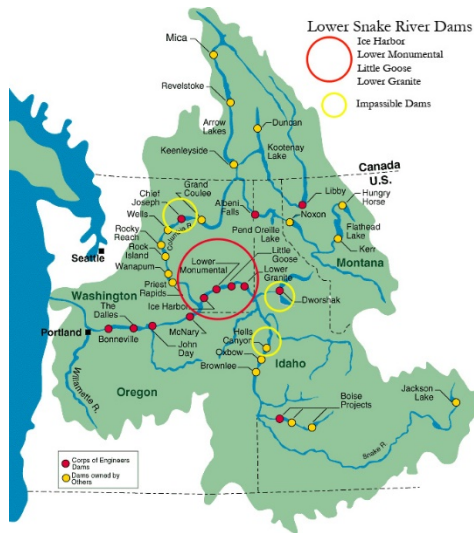 Lower Snake River Dams
Ice Harbor
Lower Monumental
Little Goose
Lower Granite
Impassible Dams
Mica
Revelstoke
Arrow
Lakes
Duncan
Keenleyside
Kootenay
Lake
Canada
U.S.
Grand
Coulee
Chief
Joseph
Albeni
Falls
Libby
Hungry
Horse
Wells
Noxon
Pend Oreille
Lake
Flathead
Lake
Rocky
Reach
Kerr
Seattle
Rock
Island
Montana
Wanapum
Lower
Monumental
Little
Goose
Lower
Granite
Washington
Priest
Rapids
Dworshak
The
Dalles
Ice Harbor
Portland
McNary
Bonneville
John
Day
Hells
Canyon
Oxbow
Idaho
Brownlee
Willamette R.
Oregon
Boise
Projects
Jackson
Lake
Snake R.
Corps of Engineers
Dams
Dams owned by
Others